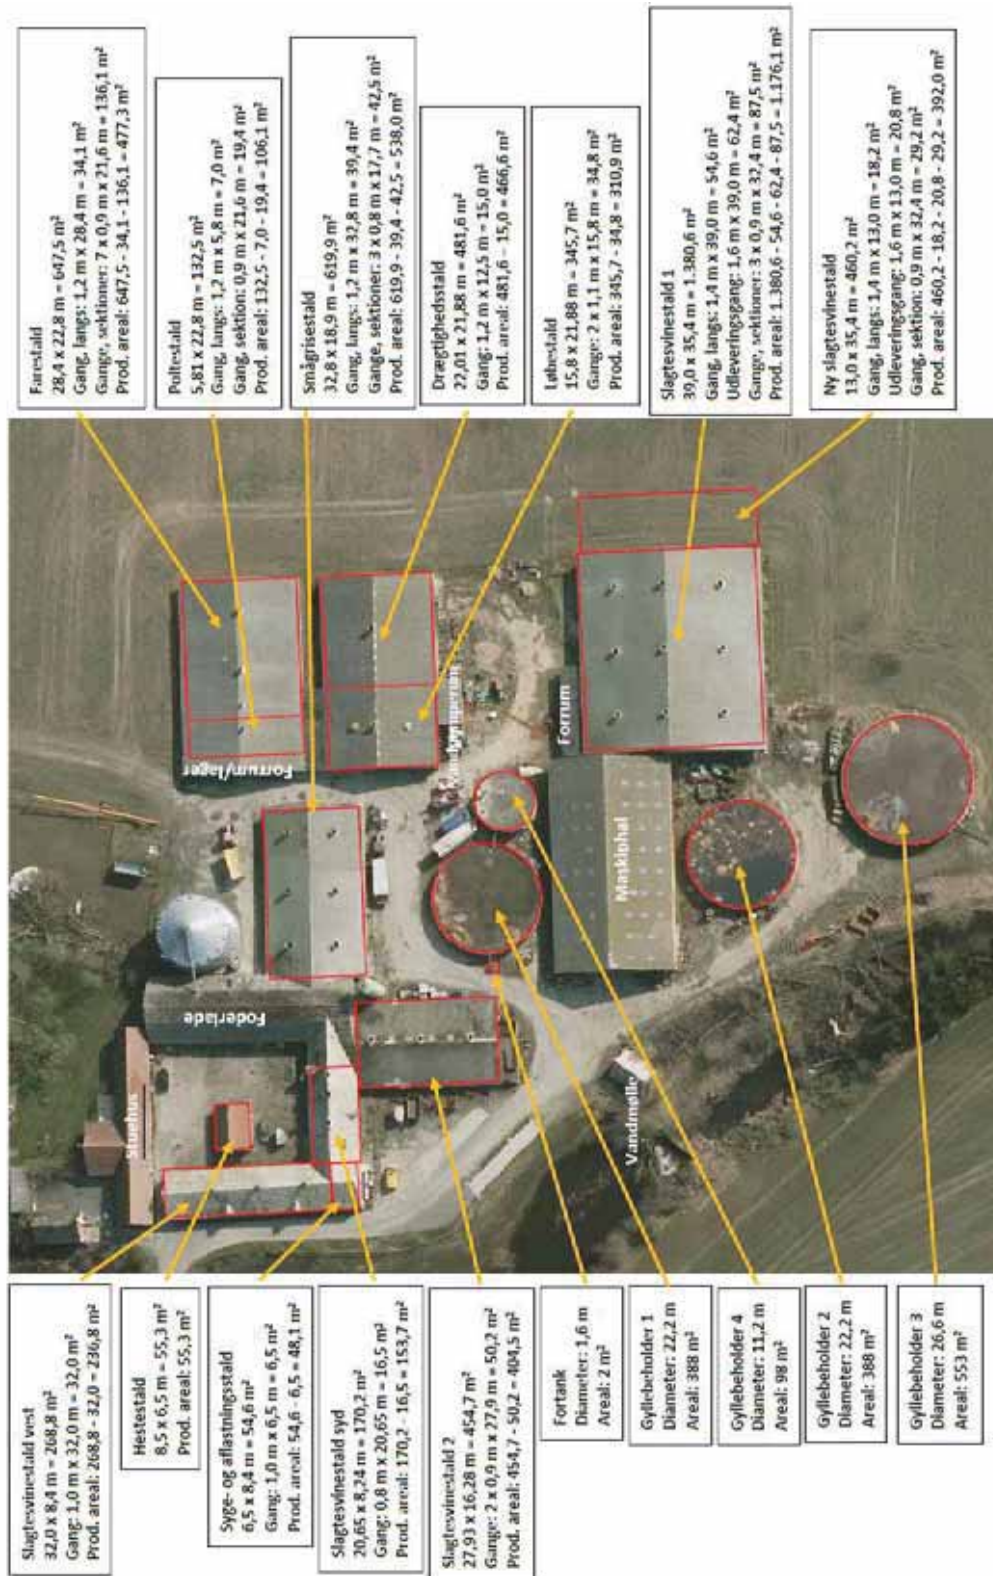 Slagtesvinestald vest
32,0 x 8,4 m = 268,8 m²
Gang: 1,0 m x 32,0 m = 32,0 m²
Prod. areal: 268,8 - 32,0 = 236,8 m²
Hestestald
8,5 x 6,5 m = 55,3 m²
Prod. areal: 55,3 m²
Syge- og aflastningsstald
6,5 x 8,4 m = 54,6 m²
Gang: 1,0 m x 6,5 m = 6,5 m²
Prod. areal: 54,6 - 6,5 = 48,1 m²
Slagtesvinestald syd
20,65 x 8,24 m = 170,2 m²
Gang: 0,8 m x 20,65 m = 16,5 m²
Prod. areal: 170,2 - 16,5 = 153,7 m²
Slagtesvinestald 2
27,93 x 16,28 m = 454,7 m²
Gange: 2 x 0,9 m x 27,9 m = 50,2 m²
Prod. areal: 454,7 - 50,2 = 404,5 m²
Fortank
Diameter: 1,6 m
Areal: 2 m²
Gyllebeholder 1
Diameter: 22,2 m
Areal: 388 m²
Gyllebeholder 4
Diameter: 11,2 m
Areal: 98 m²
Gyllebeholder 2
Diameter: 22,2 m
Areal: 388 m²
Gyllebeholder 3
Diameter: 26,6 m
Areal: 553 m²
Stuehus
Foderlade
Forrum/lager
Forrum
Maskinhal
Vandmølle
Farestald
28,4 x 22,8 m = 647,5 m²
Gang, langs: 1,2 m x 28,4 m = 34,1 m²
Gange, sektioner: 7 x 0,9 m x 21,6 m = 136,1 m²
Prod. areal: 647,5 - 34,1 - 136,1 = 477,3 m²
Poltestald
5,81 x 22,8 m = 132,5 m²
Gang, langs: 1,2 m x 5,8 m = 7,0 m²
Gang, sektion: 0,9 m x 21,6 m = 19,4 m²
Prod. areal: 132,5 - 7,0 - 19,4 = 106,1 m²
Smågrisestald
32,8 x 18,9 m = 619,9 m²
Gang, langs: 1,2 m x 32,8 m = 39,4 m²
Gange, sektioner: 3 x 0,8 m x 17,7 m = 42,5 m²
Prod. areal: 619,9 - 39,4 - 42,5 = 538,0 m²
Drægtighedsstald
22,01 x 21,88 m = 481,6 m²
Gang: 1,2 m x 12,5 m = 15,0 m²
Prod. areal: 481,6 - 15,0 = 466,6 m²
Løbestald
15,8 x 21,88 m = 345,7 m²
Gange: 2 x 1,1 m x 15,8 m = 34,8 m²
Prod. areal: 345,7 - 34,8 = 310,9 m²
Slagtesvinestald 1
39,0 x 35,4 m = 1.380,6 m²
Gang, langs: 1,4 m x 39,0 m = 54,6 m²
Udleveringsgang: 1,6 m x 39,0 m = 62,4 m²
Gange, sektioner: 3 x 0,9 m x 32,4 m = 87,5 m²
Prod. areal: 1.380,6 - 54,6 - 62,4 - 87,5 = 1.176,1 m²
Ny slagtesvinestald
13,0 x 35,4 m = 460,2 m²
Gang, langs: 1,4 m x 13,0 m = 18,2 m²
Udleveringsgang: 1,6 m x 13,0 m = 20,8 m²
Gang, sektion: 0,9 m x 32,4 m = 29,2 m²
Prod. areal: 460,2 - 18,2 - 20,8 - 29,2 = 392,0 m²